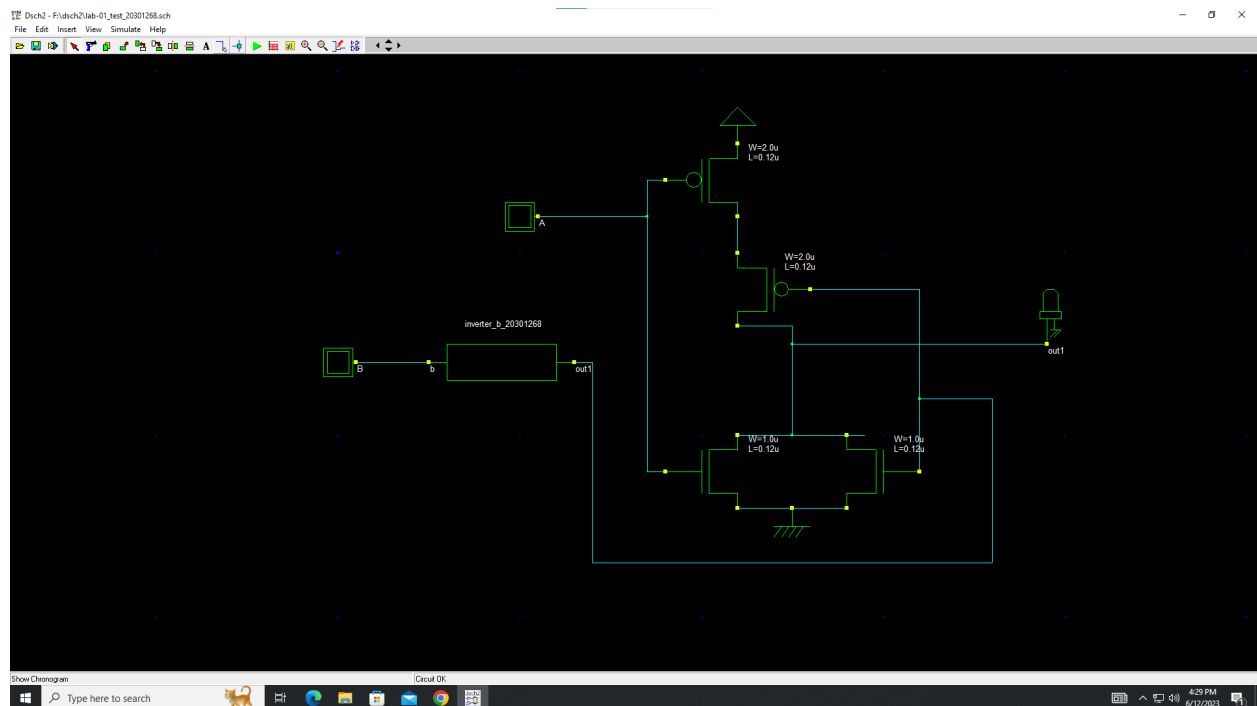 Dsch2 - F:\dsch2\lab-01_test_20301268.sch
File Edit Insert View Simulate Help
A
W=2.0u
L=0.12u
A
W=2.0u
L=0.12u
inverter_b_20301268
B
b
out1
out1
W=1.0u
L=0.12u
W=1.0u
L=0.12u
Show Chronogram
Circuit OK
Type here to search
4:29 PM
6/12/2023